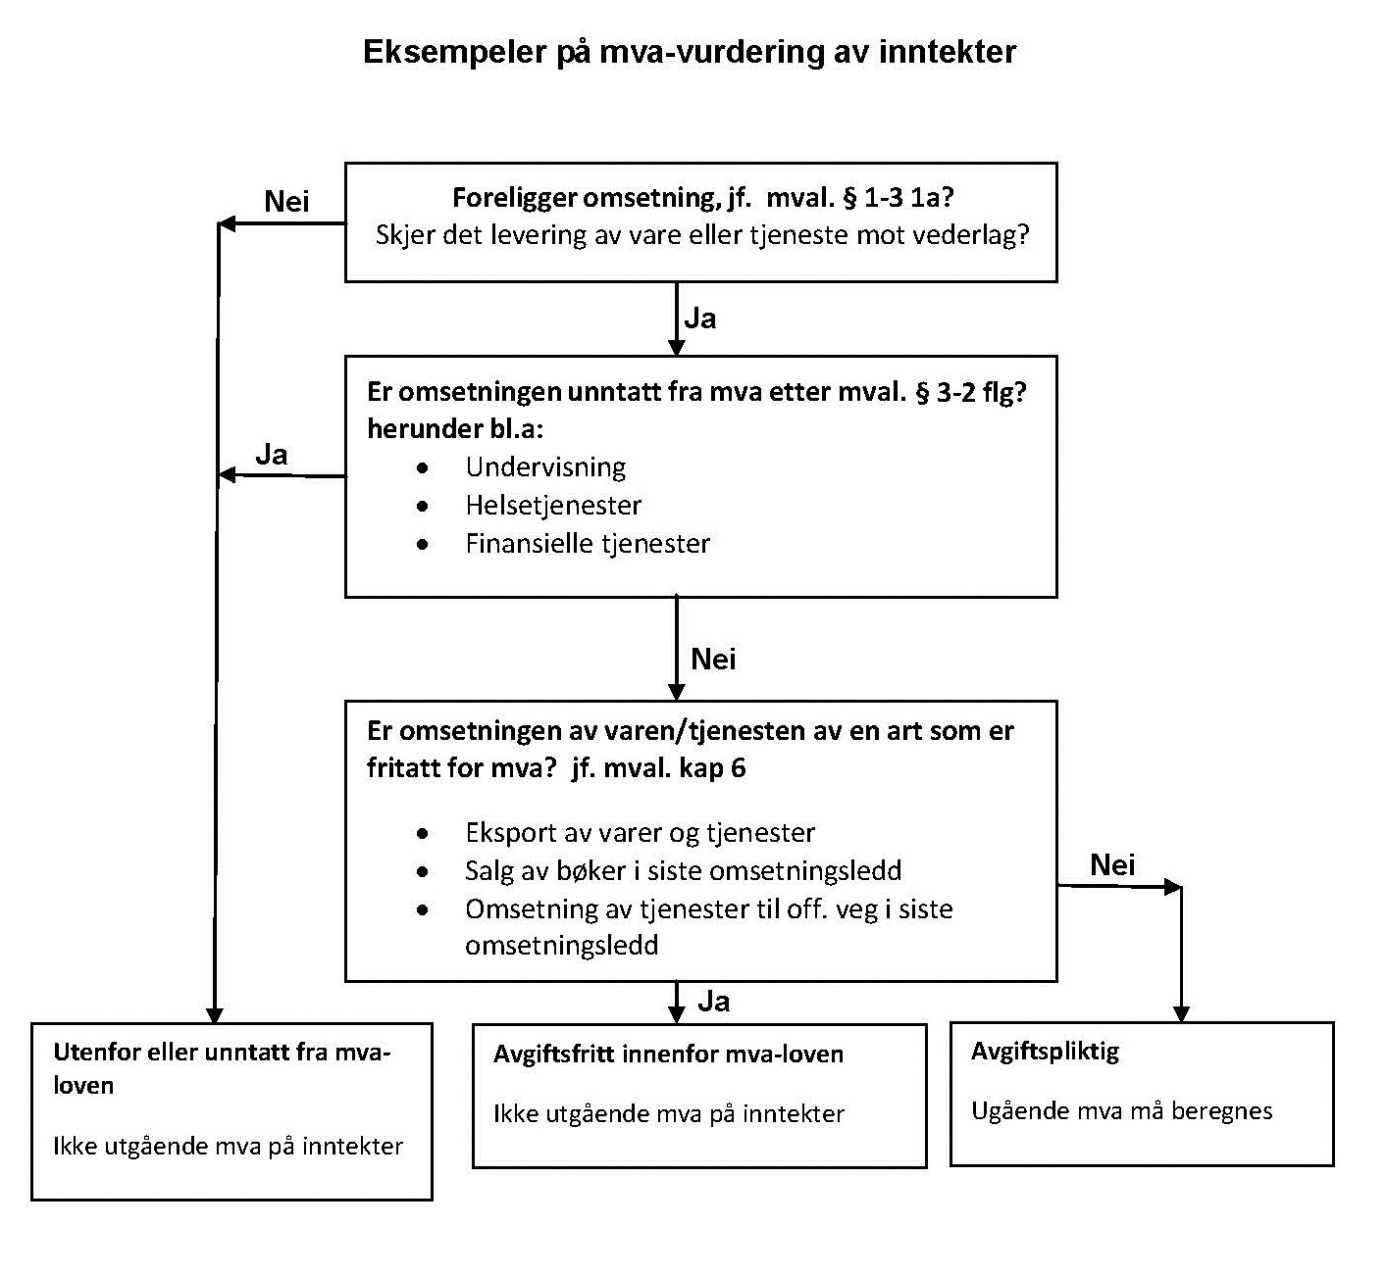 Eksempeler på mva-vurdering av inntekter
Nei
Foreligger omsetning, jf. mval. § 1-3 1a?
Skjer det levering av vare eller tjeneste mot vederlag?
Ja
Er omsetningen unntatt fra mva etter mval. § 3-2 flg?
herunder bl.a:
• Undervisning
• Helsetjenester
• Finansielle tjenester
Ja
Nei
Er omsetningen av varen/tjenesten av en art som er
fritatt for mva? jf. mval. kap 6
• Eksport av varer og tjenester
• Salg av bøker i siste omsetningsledd
• Omsetning av tjenester til off. veg i siste
omsetningsledd
Nei
Ja
Utenfor eller unntatt fra mva-
loven
Ikke utgående mva på inntekter
Avgiftsfritt innenfor mva-loven
Ikke utgående mva på inntekter
Avgiftspliktig
Ugående mva må beregnes